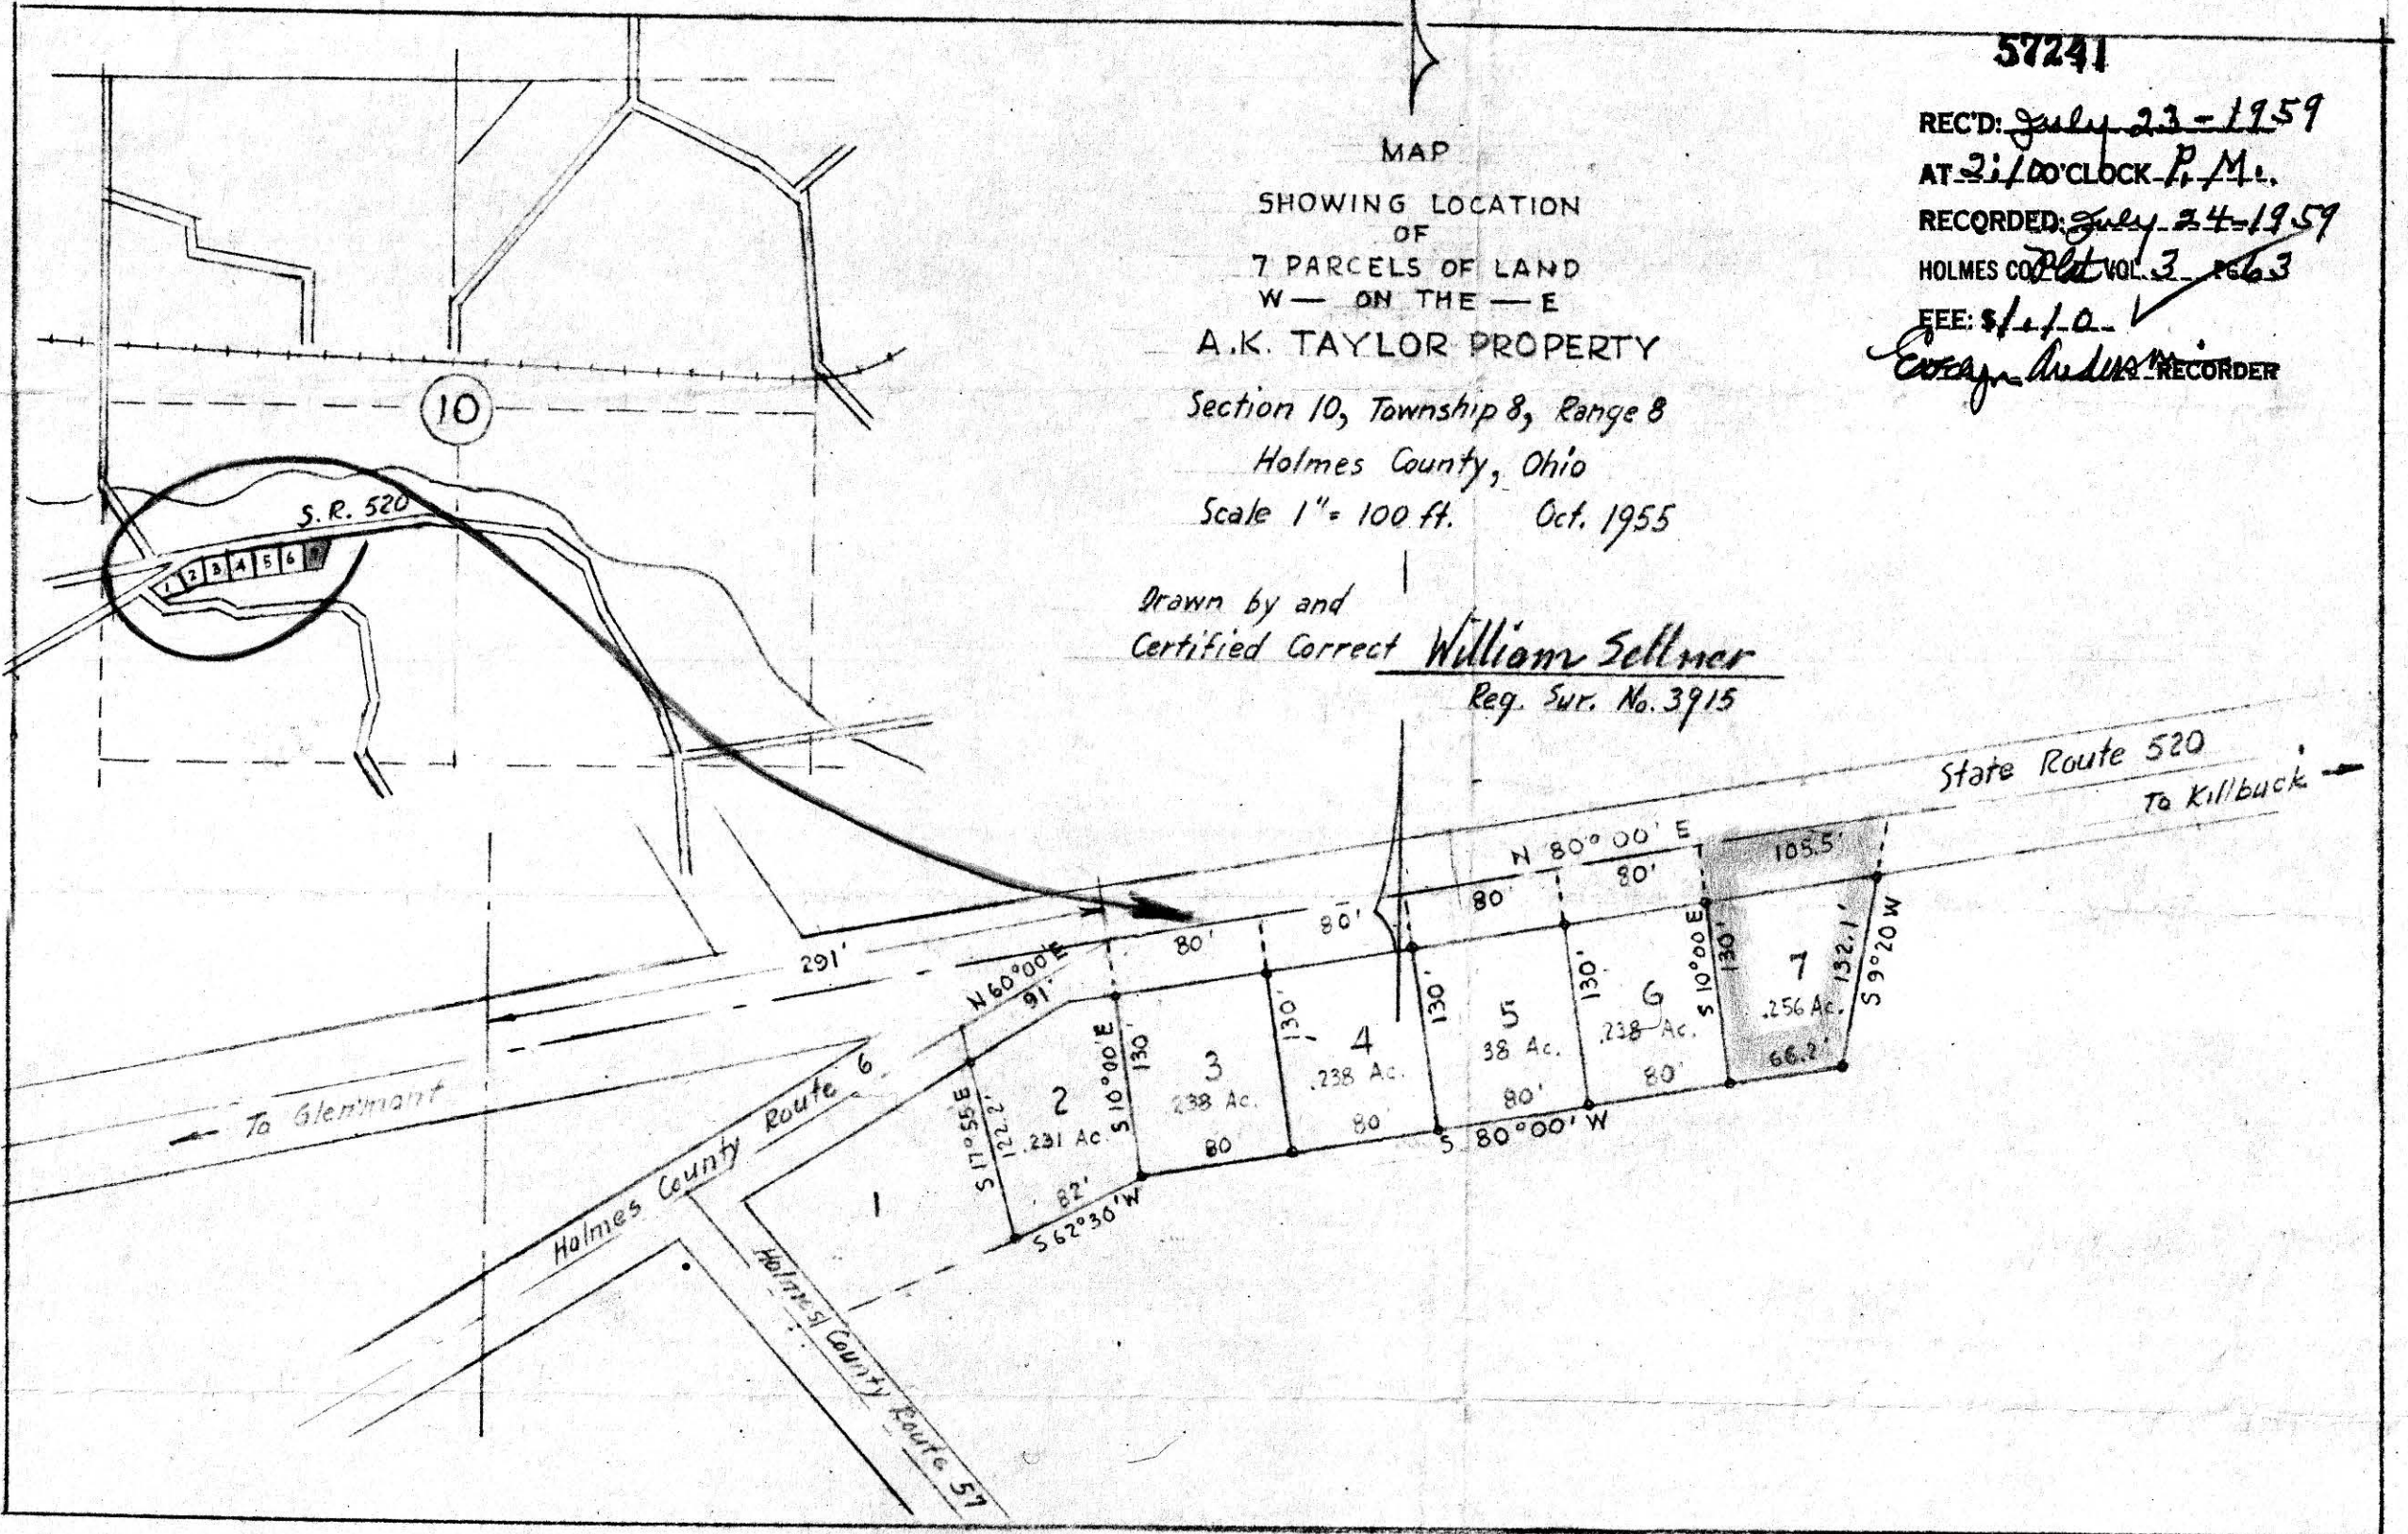 57241
REC'D: July 23-1959
AT 2:10 O'CLOCK P.M.
RECORDED: July 24-1959
HOLMES CO Plat VOL. 3 PG 63
FEE: $1.10
RECORDER
MAP
SHOWING LOCATION
OF
7 PARCELS OF LAND
W — ON THE — E
A.K. TAYLOR PROPERTY
Section 10, Township 8, Range 8
Holmes County, Ohio
Scale 1" = 100 ft. Oct. 1955
Drawn by and
Certified Correct William Sellner
Reg. Sur. No. 3915
10
S.R. 520
1 2 3 4 5 6
State Route 520
To Killbuck
N 80° 00' E
105.5'
80'
80'
80'
80'
291'
N 60° 00' E
91'
S 17° 55 E
122.2'
S 10° 00' E
130'
130'
130'
130'
S 10° 00 E
130'
132.1'
S 9° 20 W
1
2
.231 Ac.
82'
S 62° 30' W
3
238 Ac.
80
4
.238 Ac.
80
5
38 Ac.
80'
6
.238 Ac.
80'
7
.256 Ac.
66.2'
S 80° 00' W
To Glenmont
Holmes County Route 6
Holmes County Route 57